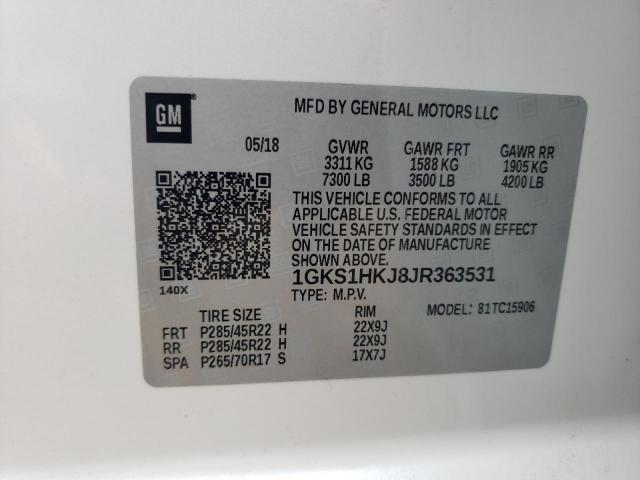 GM ®
MFD BY GENERAL MOTORS LLC
05/18 GVWR GAWR FRT GAWR RR
3311 KG 1588 KG 1905 KG
7300 LB 3500 LB 4200 LB
THIS VEHICLE CONFORMS TO ALL
APPLICABLE U.S. FEDERAL MOTOR
VEHICLE SAFETY STANDARDS IN EFFECT
ON THE DATE OF MANUFACTURE
SHOWN ABOVE.
1GKS1HKJ8JR363531
140X
TYPE: M.P.V. MODEL: 81TC15906
TIRE SIZE RIM
FRT P285/45R22 H 22X9J
RR P285/45R22 H 22X9J
SPA P265/70R17 S 17X7J